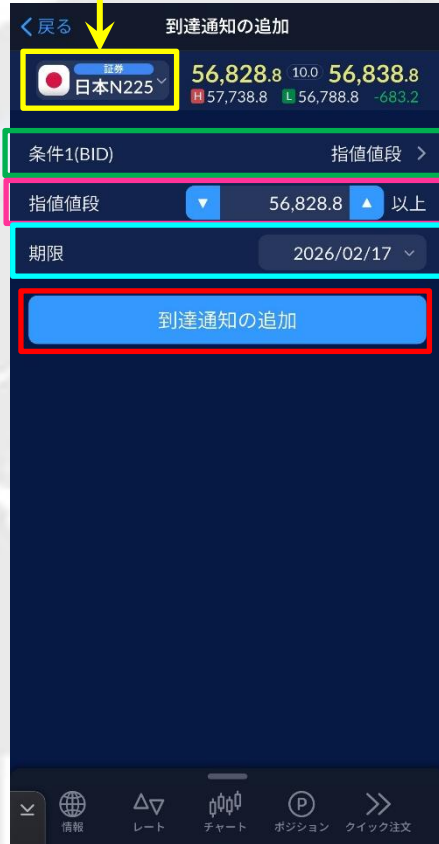 戻る 到達通知の追加
証券
日本N225 56,828.8 10.0 56,838.8
H 57,738.8 L 56,788.8 -683.2
条件1(BID) 指値値段
指値値段 56,828.8 以上
期限 2026/02/17
到達通知の追加
情報 レート チャート ポジション クイック注文